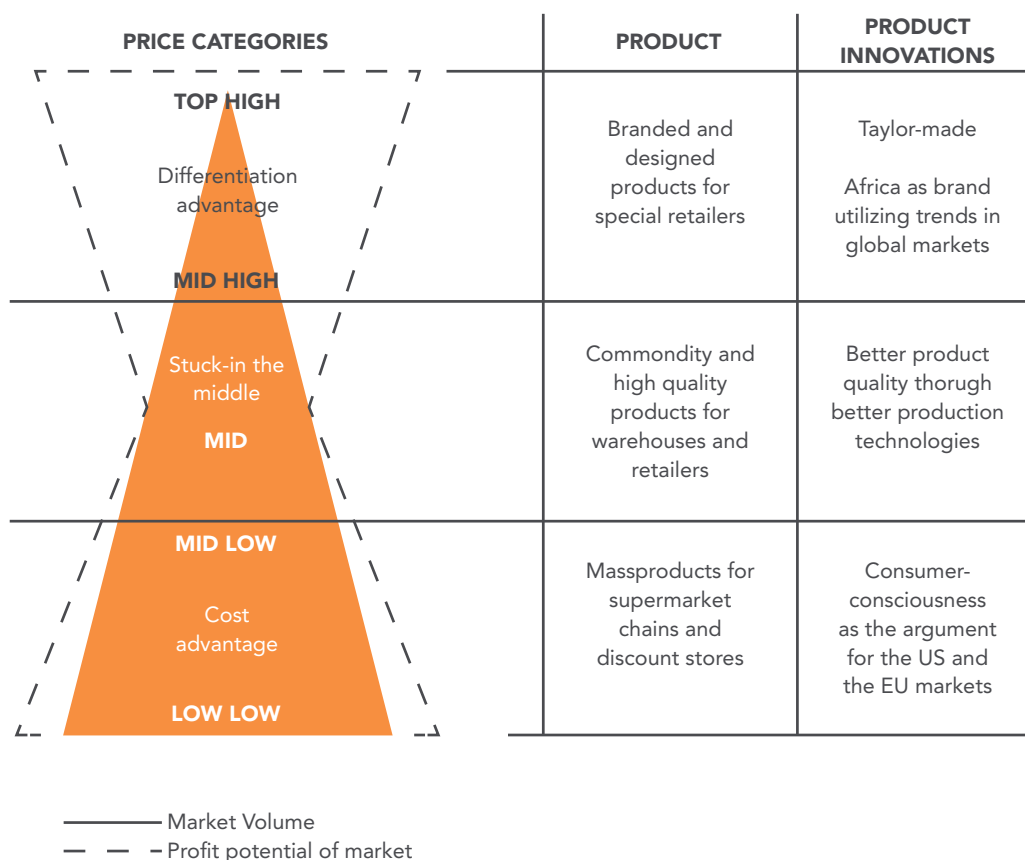 PRICE CATEGORIES
PRODUCT
PRODUCT
INNOVATIONS
TOP HIGH
Differentiation
advantage
MID HIGH
Branded and
designed
products for
special retailers
Taylor-made
Africa as brand
utilizing trends in
global markets
Stuck-in the
middle
MID
Commondity and
high quality
products for
warehouses and
retailers
Better product
quality thorugh
better production
technologies
MID LOW
Cost
advantage
LOW LOW
Massproducts for
supermarket
chains and
discount stores
Consumer-
consciousness
as the argument
for the US and
the EU markets
Market Volume
Profit potential of market